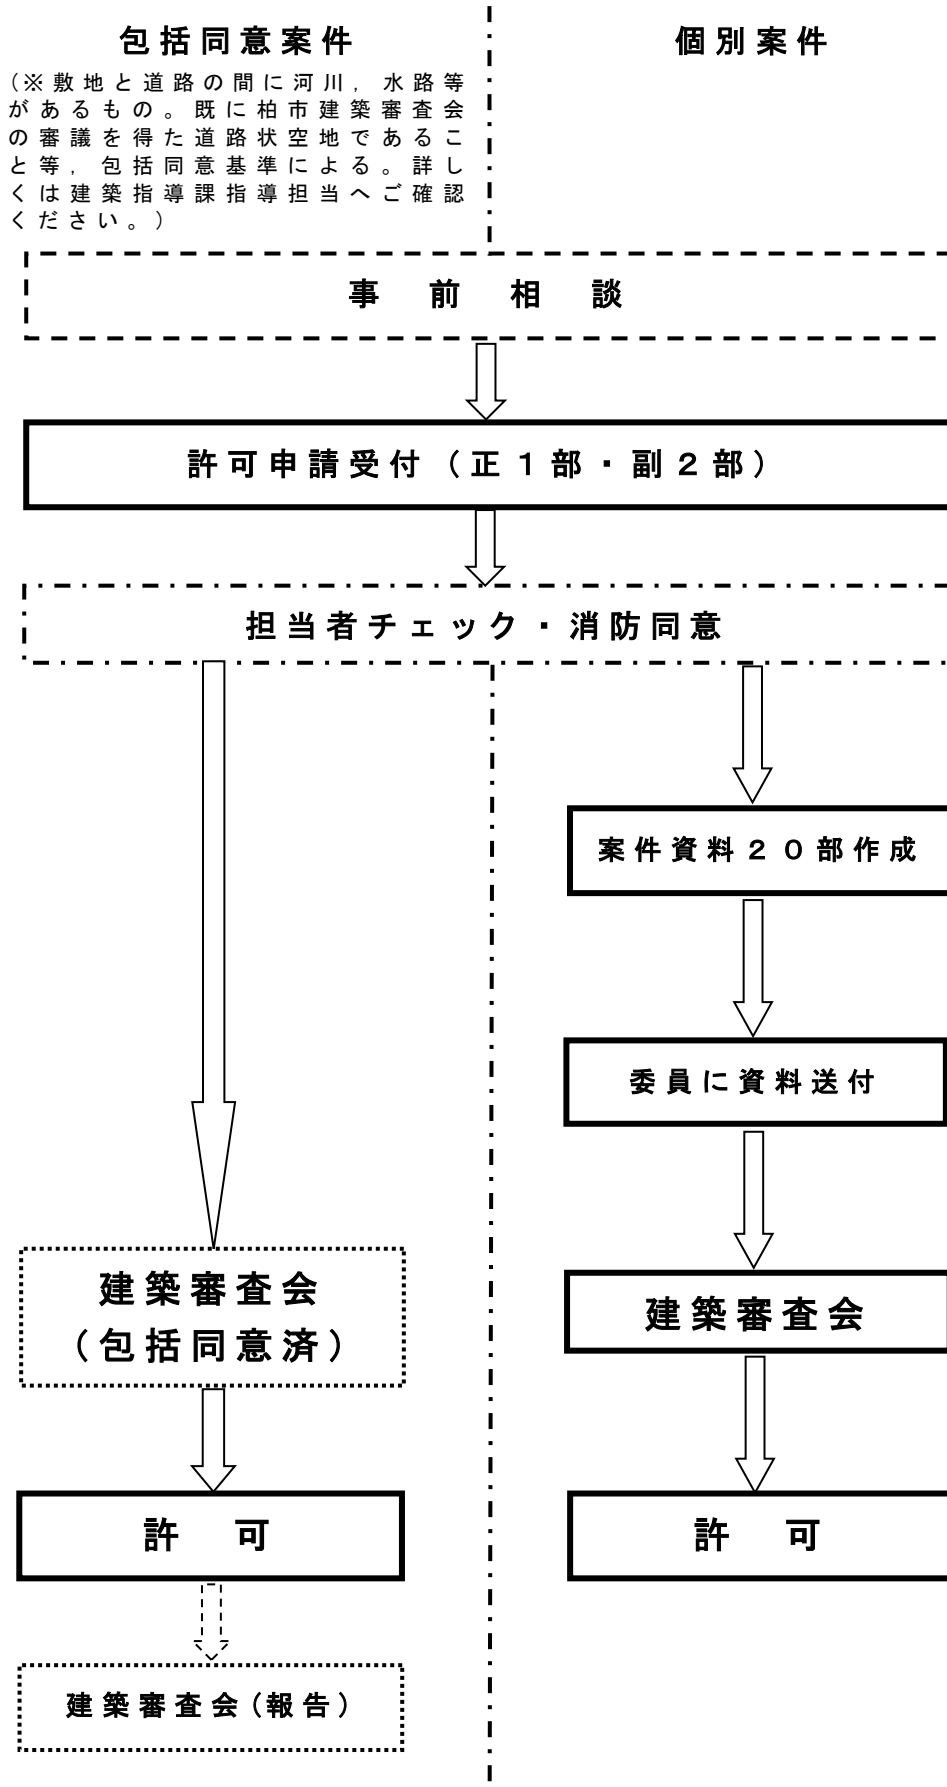 包括同意案件
（※敷地と道路の間に河川，水路等
があるもの。既に柏市建築審査会
の審議を得た道路状空地であるこ
と等，包括同意基準による。詳し
くは建築指導課指導担当へご確認
ください。）
個別案件
事　前　相　談
許可申請受付（正１部・副２部）
担当者チェック・消防同意
案件資料２０部作成
委員に資料送付
建築審査会
（包括同意済）
建築審査会
許　可
許　可
建築審査会（報告）